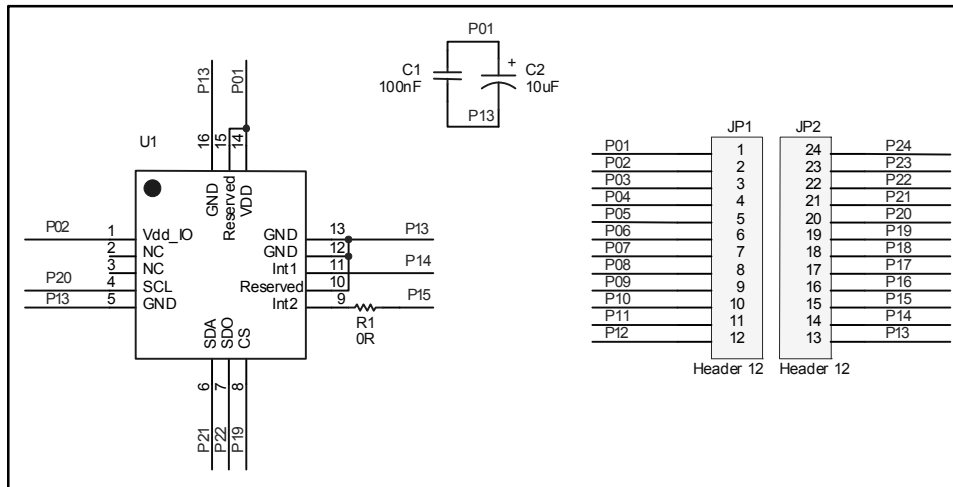 P01
+
C1
100nF
C2
10uF
P13
P13
P01
16
15
14
U1
GND
Reserved
VDD
P02
1
Vdd_IO
2
NC
3
NC
P20
4
SCL
P13
5
GND
GND
13
P13
GND
12
Int1
11
P14
Reserved
10
Int2
9
P15
R1
0R
SDA
SDO
CS
6
7
8
P21
P22
P19
JP1
JP2
P01 1 24 P24
P02 2 23 P23
P03 3 22 P22
P04 4 21 P21
P05 5 20 P20
P06 6 19 P19
P07 7 18 P18
P08 8 17 P17
P09 9 16 P16
P10 10 15 P15
P11 11 14 P14
P12 12 13 P13
Header 12
Header 12